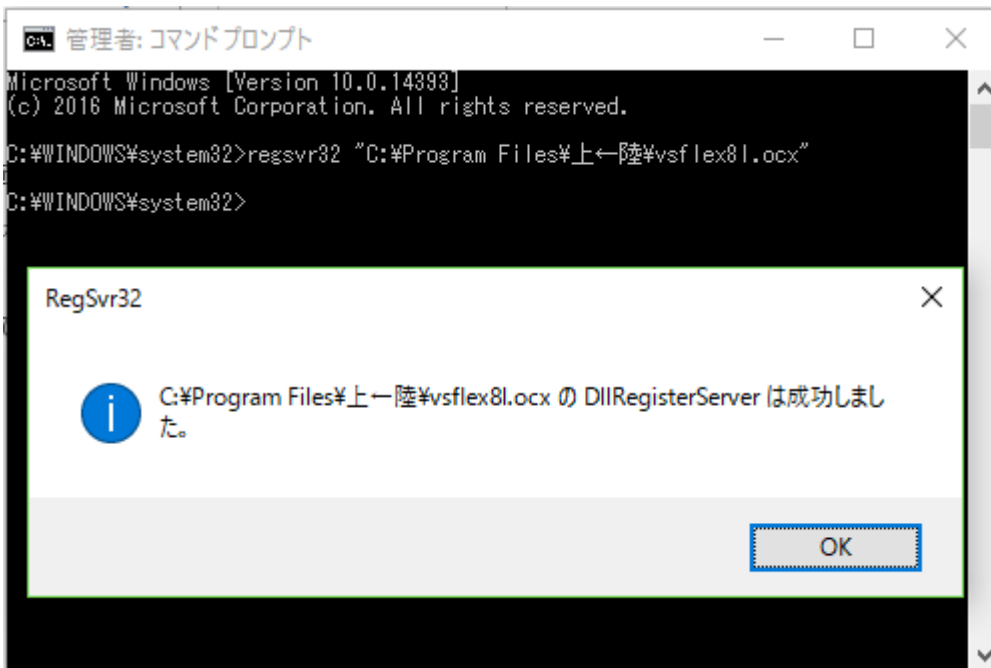 管理者: コマンド プロンプト
Microsoft Windows [Version 10.0.14393]
(c) 2016 Microsoft Corporation. All rights reserved.
C:¥WINDOWS¥system32>regsvr32 "C:¥Program Files¥上←陸¥vsflex8l.ocx"
C:¥WINDOWS¥system32>
RegSvr32
C:¥Program Files¥上←陸¥vsflex8l.ocx の DllRegisterServer は成功しまし
た。
OK